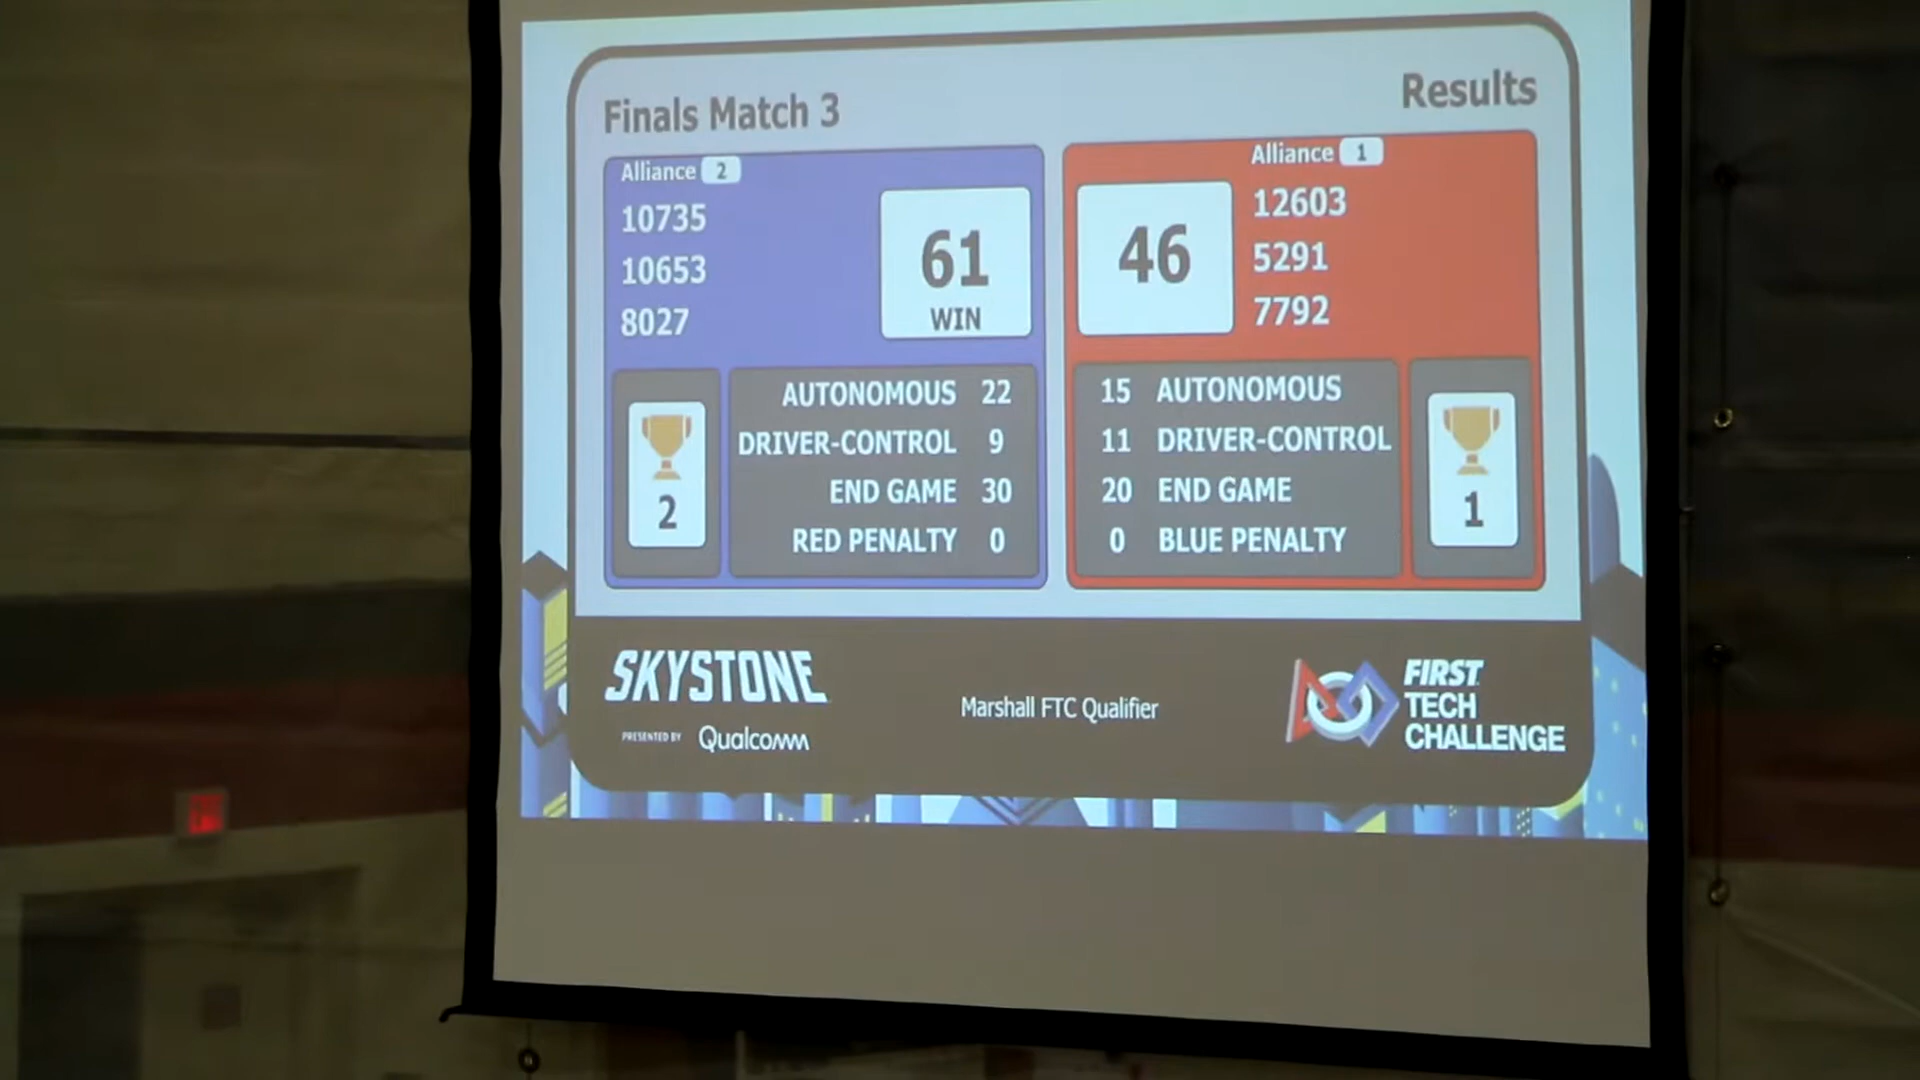 Finals Match 3
Results
Alliance 2
10735
10653
8027
61
WIN
46
Alliance 1
12603
5291
7792
2
AUTONOMOUS 22
DRIVER-CONTROL 9
END GAME 30
RED PENALTY 0
15 AUTONOMOUS
11 DRIVER-CONTROL
20 END GAME
0 BLUE PENALTY
1
SKYSTONE
PRESENTED BY Qualcomm
Marshall FTC Qualifier
FIRST
TECH
CHALLENGE